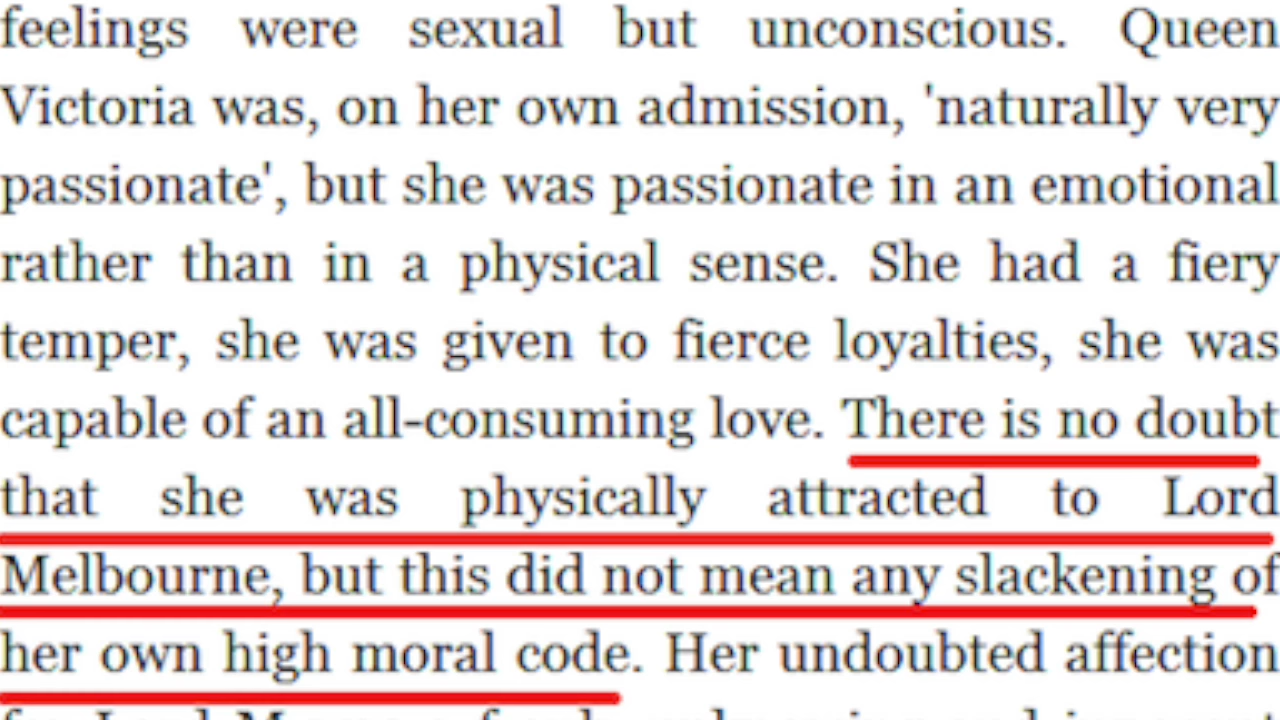 feelings were sexual but unconscious. Queen
Victoria was, on her own admission, 'naturally very
passionate', but she was passionate in an emotional
rather than in a physical sense. She had a fiery
temper, she was given to fierce loyalties, she was
capable of an all-consuming love. There is no doubt
that she was physically attracted to Lord
Melbourne, but this did not mean any slackening of
her own high moral code. Her undoubted affection